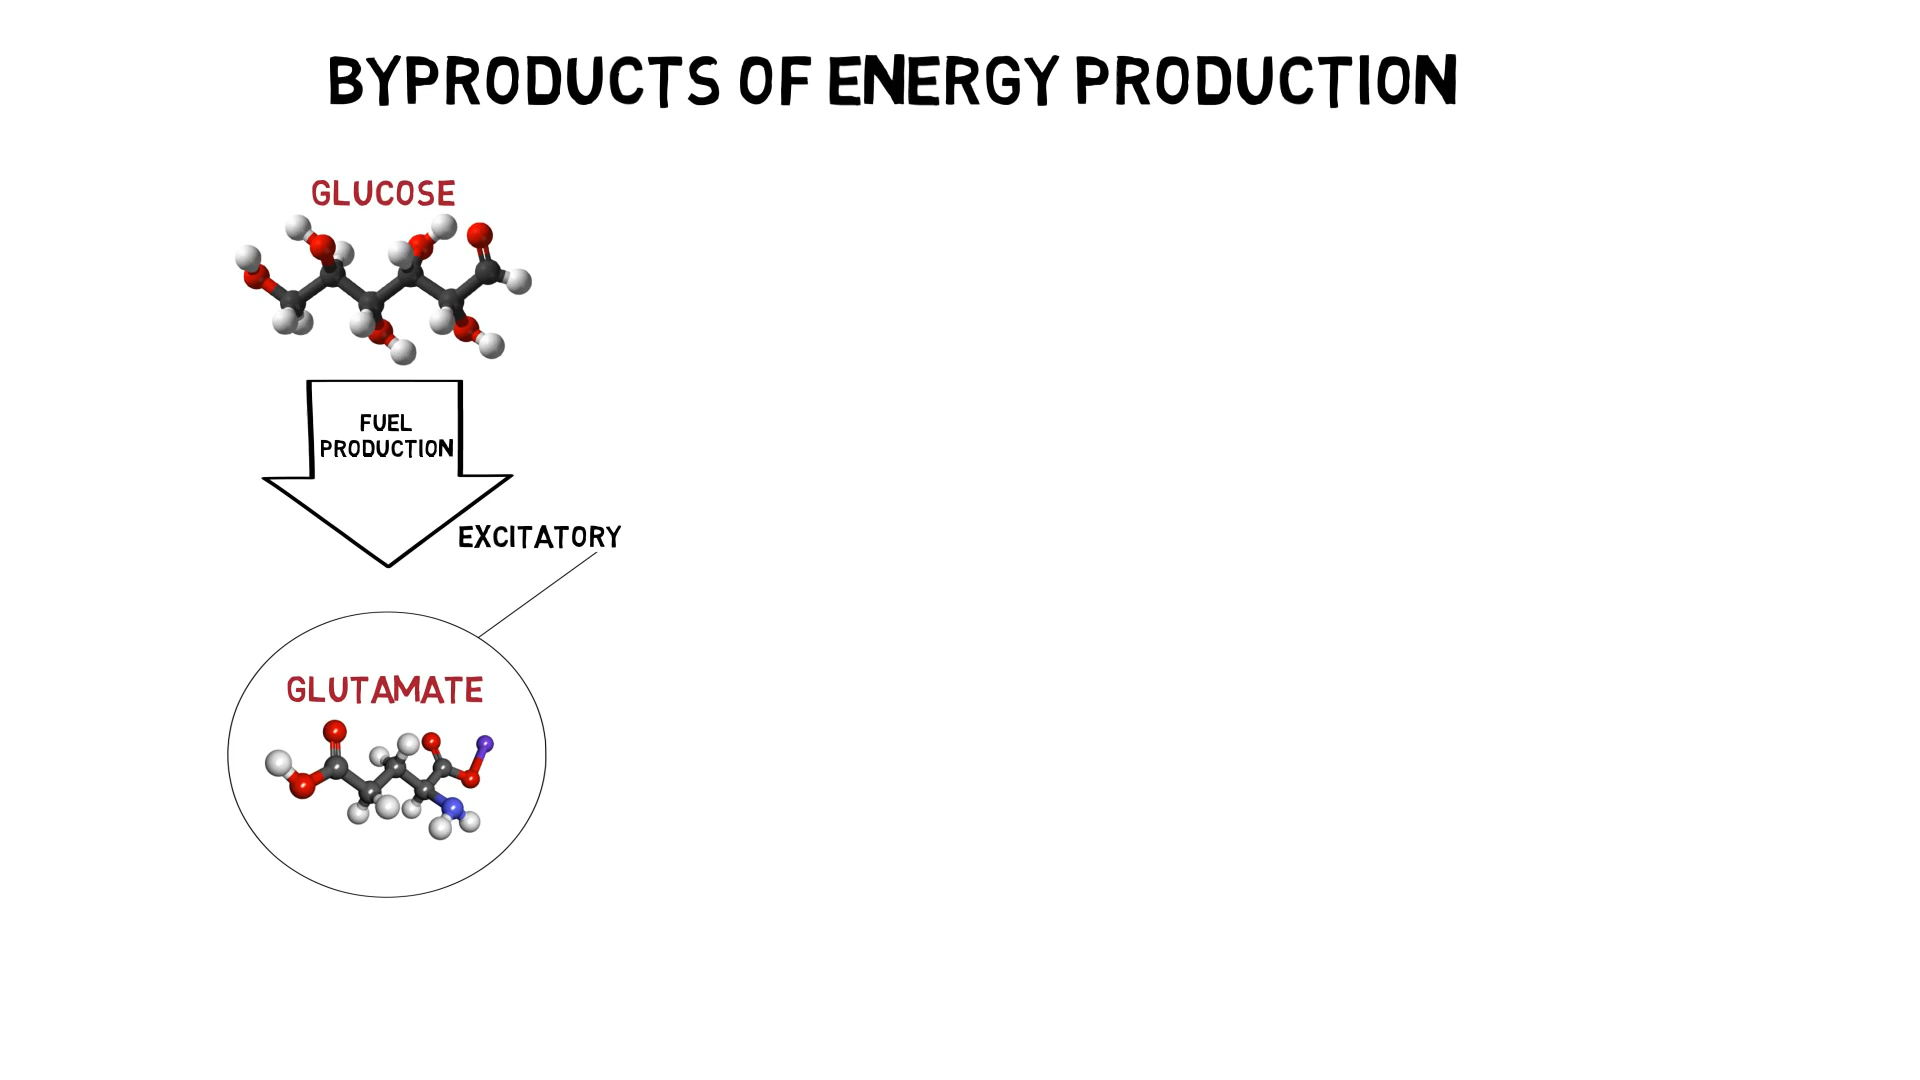 BYPRODUCTS OF ENERGY PRODUCTION
GLUCOSE
FUEL
PRODUCTION
EXCITATORY
GLUTAMATE